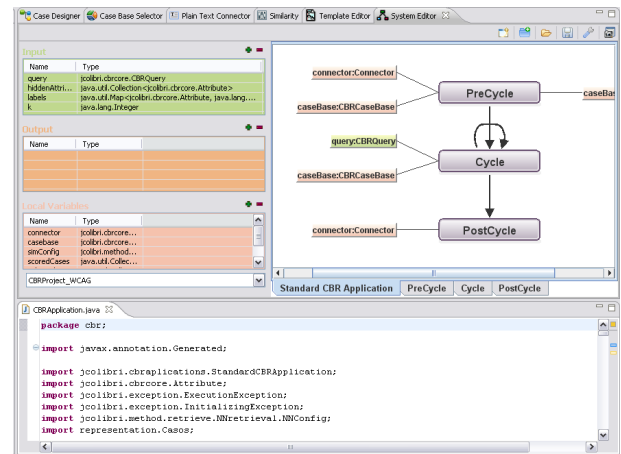 Case Designer Case Base Selector Plain Text Connector Similarity Template Editor System Editor
Input
Name Type
query jcolibri.cbrcore.CBRQuery
hiddenAttri... java.util.Collection<jcolibri.cbrcore.Attribute>
labels java.util.Map<jcolibri.cbrcore.Attribute, java.lang....
k java.lang.Integer
Output
Name Type
Local Variables
Name Type
connector jcolibri.cbrcore...
casebase jcolibri.cbrcore...
simConfig jcolibri.method...
scoredCases java.util.Collec...
CBRProject_WCAG
connector:Connector
PreCycle
caseBas
caseBase:CBRCaseBase
query:CBRQuery
Cycle
caseBase:CBRCaseBase
connector:Connector
PostCycle
Standard CBR Application PreCycle Cycle PostCycle
CBRApplication.java
package cbr;
import javax.annotation.Generated;
import jcolibri.cbraplications.StandardCBRApplication;
import jcolibri.cbrcore.Attribute;
import jcolibri.exception.ExecutionException;
import jcolibri.exception.InitializingException;
import jcolibri.method.retrieve.NNretrieval.NNConfig;
import representation.Casos;